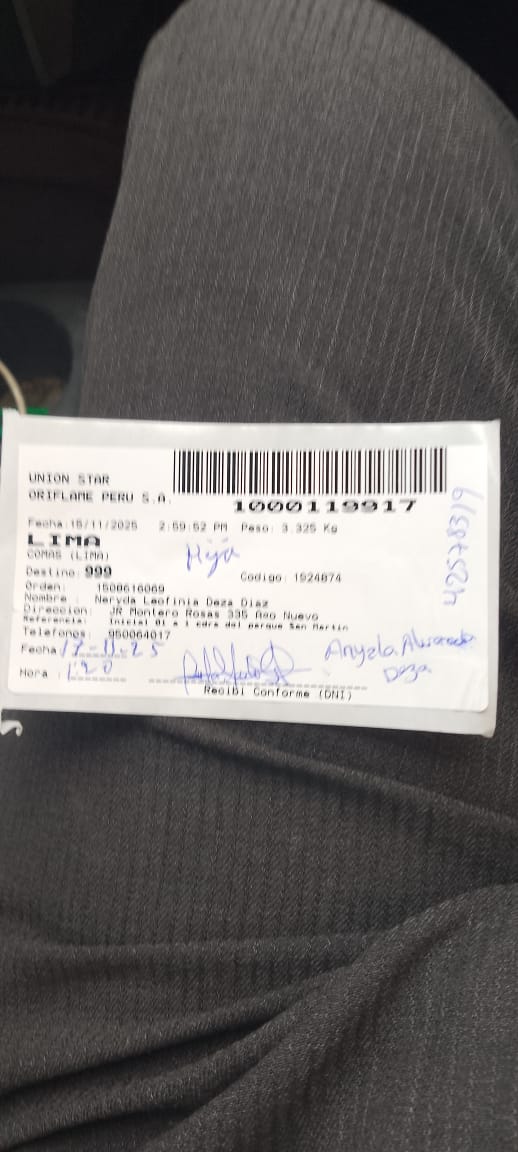 UNION STAR
ORIFLAME PERU S.A.
1000119917
Fecha:15/11/2025 2:59:52 PM Peso: 3.325 Kg
LIMA
COMAS (LIMA)
Hija
Destino: 999
Codigo: 1924874
Orden: 1508616069
Nombre : Neryda Leofinia Deza Diaz
Direccion: JR Montero Rosas 335 Ano Nuevo
Referencia: Inicial 01 a 1 cdra del parque San Martin
Telefonos: 950064017
Fecha 17-11-25
Hora : 1:20
Angela Alvarado
Deza
Recibi Conforme (DNI)
42578319